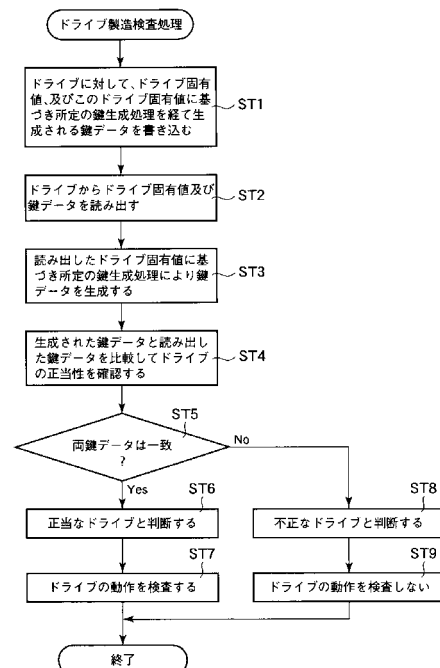 ドライブ製造検査処理
ドライブに対して、ドライブ固有
値、及びこのドライブ固有値に基
づき所定の鍵生成処理を経て生
成される鍵データを書き込む
ST1
ドライブからドライブ固有値及び
鍵データを読み出す
ST2
読み出したドライブ固有値に基
づき所定の鍵生成処理により鍵
データを生成する
ST3
生成された鍵データと読み出し
た鍵データを比較してドライブ
の正当性を確認する
ST4
ST5
両鍵データは一致
?
No
Yes
ST6
正当なドライブと判断する
ST8
不正なドライブと判断する
ST7
ドライブの動作を検査する
ST9
ドライブの動作を検査しない
終了